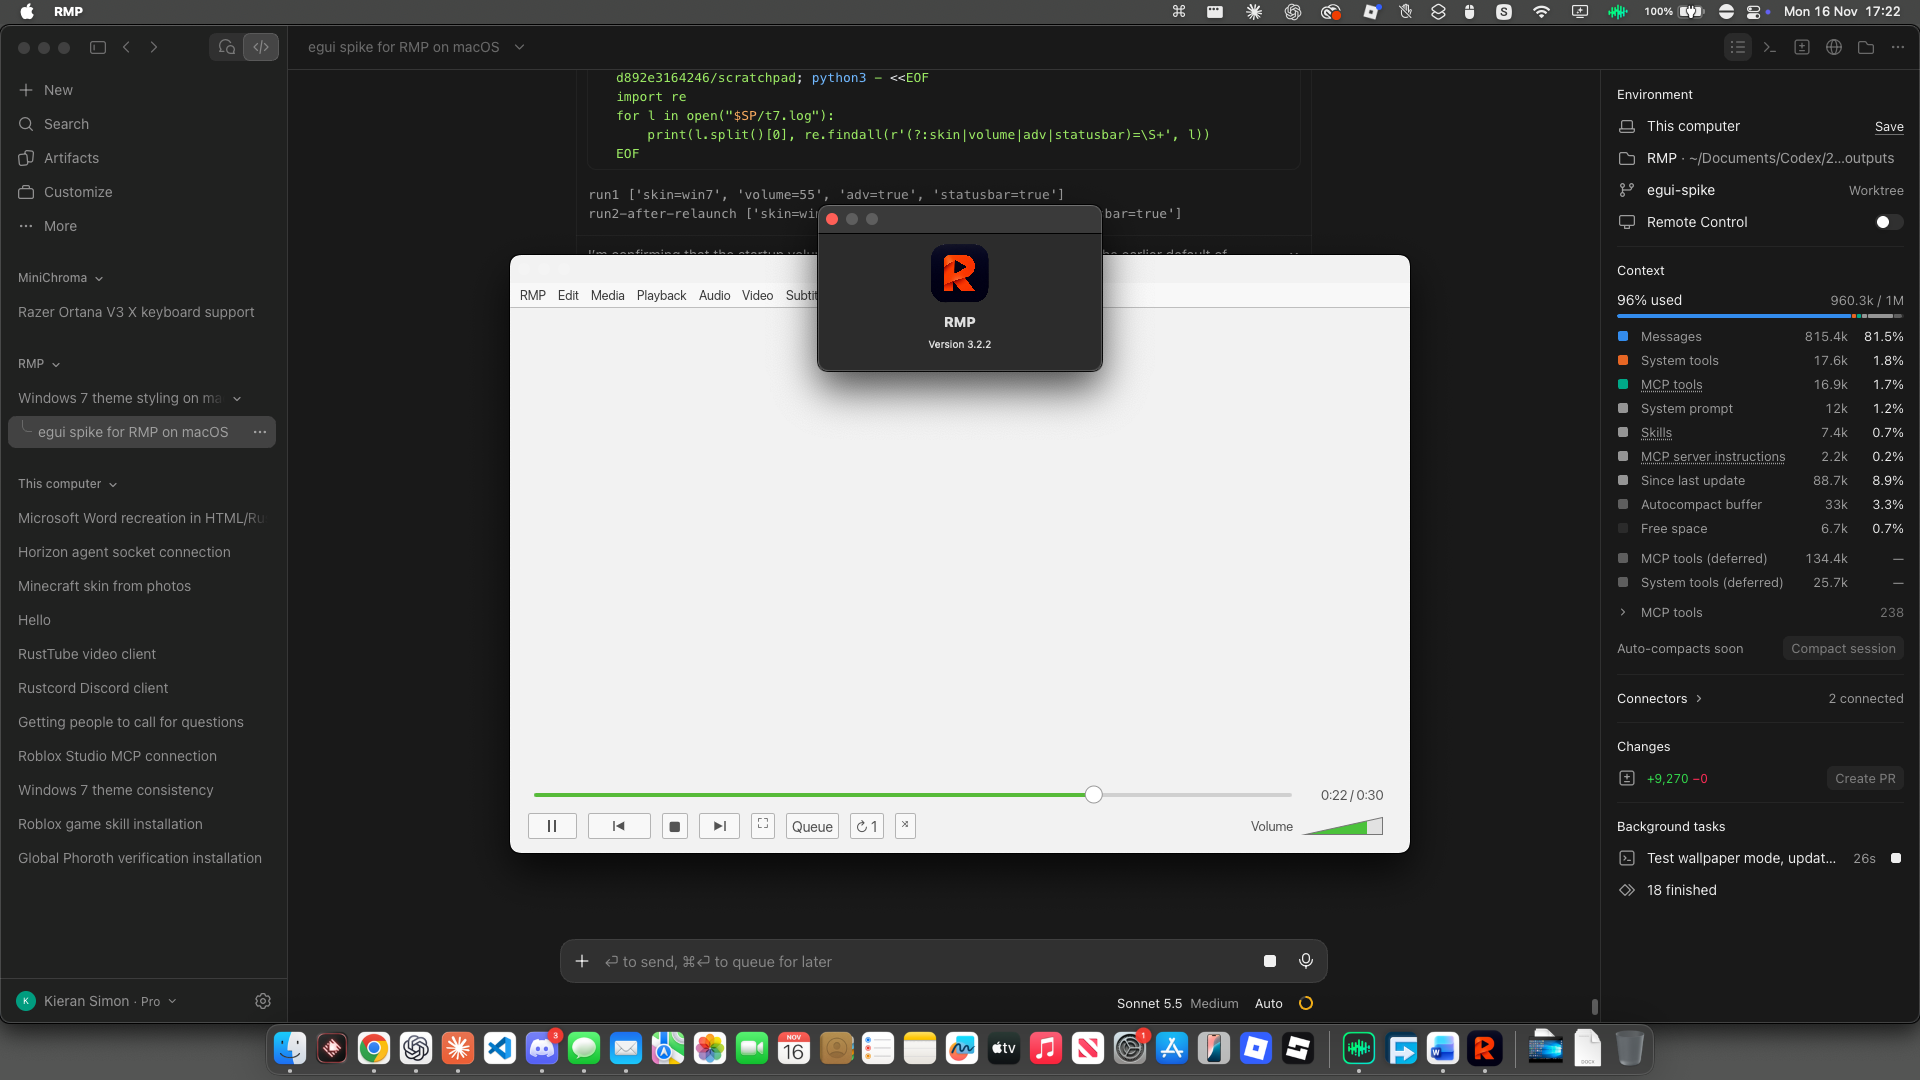 RMP
100%
Mon 16 Nov 17:22
egui spike for RMP on macOS
New
Search
Artifacts
Customize
More
MiniChroma
Razer Ortana V3 X keyboard support
RMP
Windows 7 theme styling on ma
egui spike for RMP on macOS
This computer
Microsoft Word recreation in HTML/Ru
Horizon agent socket connection
Minecraft skin from photos
Hello
RustTube video client
Rustcord Discord client
Getting people to call for questions
Roblox Studio MCP connection
Windows 7 theme consistency
Roblox game skill installation
Global Phoroth verification installation
Kieran Simon · Pro
d892e3164246/scratchpad; python3 - <<EOF
import re
for l in open("$SP/t7.log"):
print(l.split()[0], re.findall(r'(?:skin|volume|adv|statusbar)=\S+', l))
EOF
run1 ['skin=win7', 'volume=55', 'adv=true', 'statusbar=true']
run2-after-relaunch ['skin=wi
bar=true']
RMP
Version 3.2.2
RMP Edit Media Playback Audio Video Subtit
0:22 / 0:30
Queue
1
Volume
⏎ to send, ⌘⏎ to queue for later
Sonnet 5.5 Medium Auto
Environment
This computer Save
RMP · ~/Documents/Codex/2...outputs
egui-spike Worktree
Remote Control
Context
96% used 960.3k / 1M
Messages 815.4k 81.5%
System tools 17.6k 1.8%
MCP tools 16.9k 1.7%
System prompt 12k 1.2%
Skills 7.4k 0.7%
MCP server instructions 2.2k 0.2%
Since last update 88.7k 8.9%
Autocompact buffer 33k 3.3%
Free space 6.7k 0.7%
MCP tools (deferred) 134.4k —
System tools (deferred) 25.7k —
MCP tools 238
Auto-compacts soon Compact session
Connectors 2 connected
Changes
+9,270 −0 Create PR
Background tasks
Test wallpaper mode, updat... 26s
18 finished
3
NOV
16
tv
1